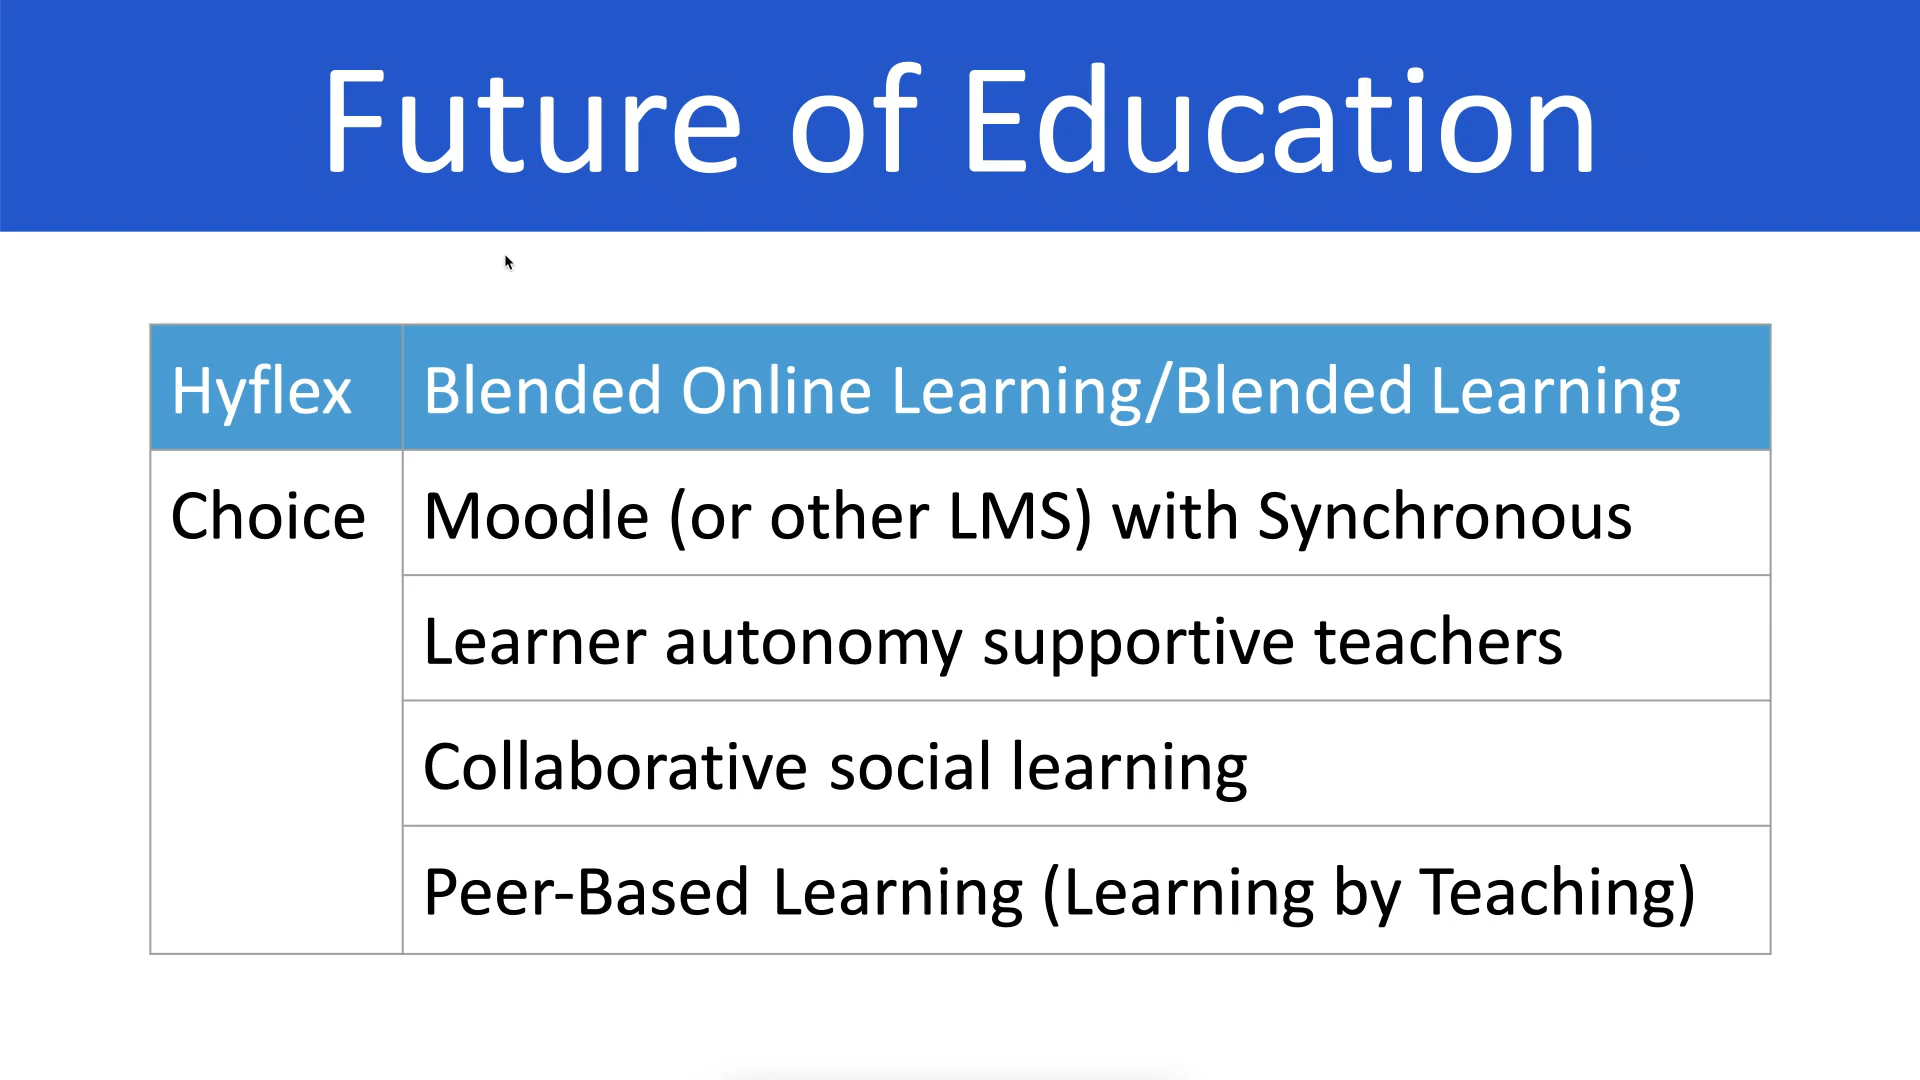 Future of Education
Hyflex
Blended Online Learning/Blended Learning
Choice
Moodle (or other LMS) with Synchronous
Learner autonomy supportive teachers
Collaborative social learning
Peer-Based Learning (Learning by Teaching)